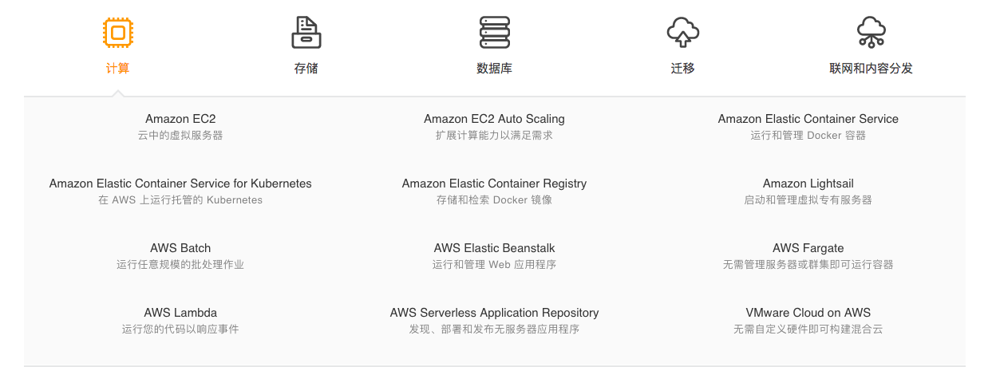 计算
存储
数据库
迁移
联网和内容分发
Amazon EC2
云中的虚拟服务器
Amazon EC2 Auto Scaling
扩展计算能力以满足需求
Amazon Elastic Container Service
运行和管理 Docker 容器
Amazon Elastic Container Service for Kubernetes
在 AWS 上运行托管的 Kubernetes
Amazon Elastic Container Registry
存储和检索 Docker 镜像
Amazon Lightsail
启动和管理虚拟专有服务器
AWS Batch
运行任意规模的批处理作业
AWS Elastic Beanstalk
运行和管理 Web 应用程序
AWS Fargate
无需管理服务器或群集即可运行容器
AWS Lambda
运行您的代码以响应事件
AWS Serverless Application Repository
发现、部署和发布无服务器应用程序
VMware Cloud on AWS
无需自定义硬件即可构建混合云